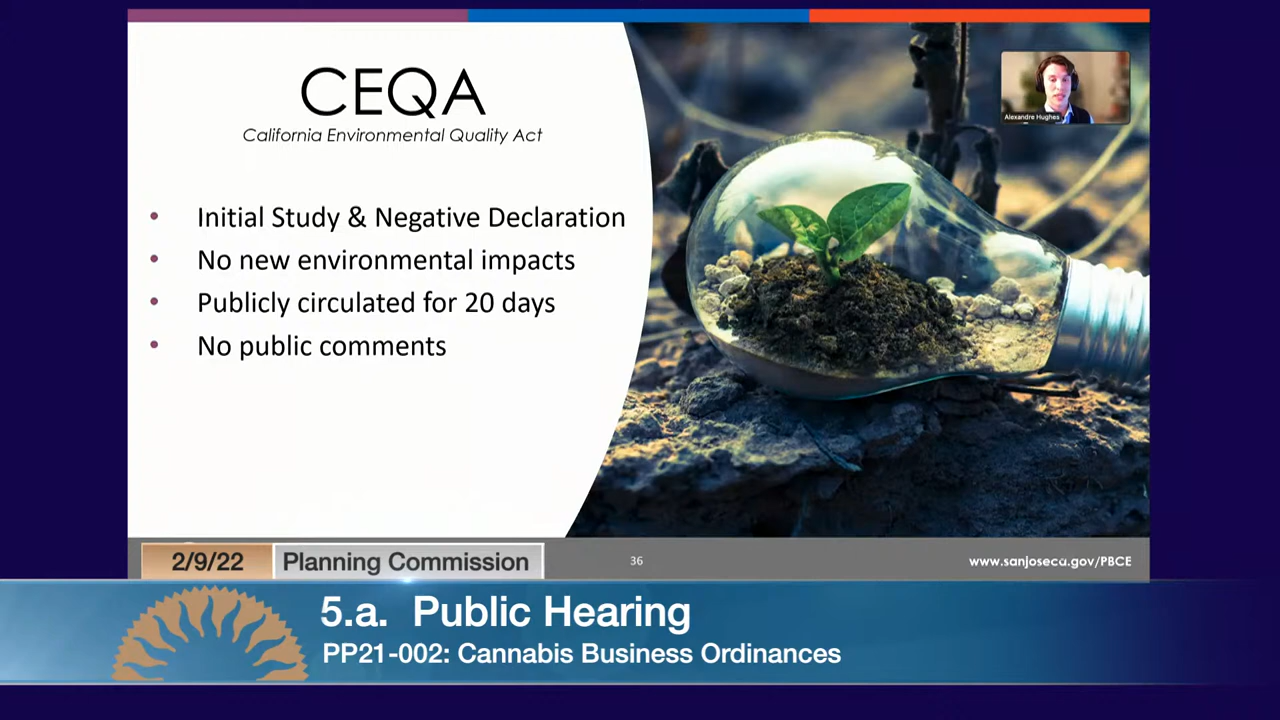 CEQA
California Environmental Quality Act
• Initial Study & Negative Declaration
• No new environmental impacts
• Publicly circulated for 20 days
• No public comments
Alexandre Hughes
2/9/22 Planning Commission
36
www.sanjoseca.gov/PBCE
5.a. Public Hearing
PP21-002: Cannabis Business Ordinances